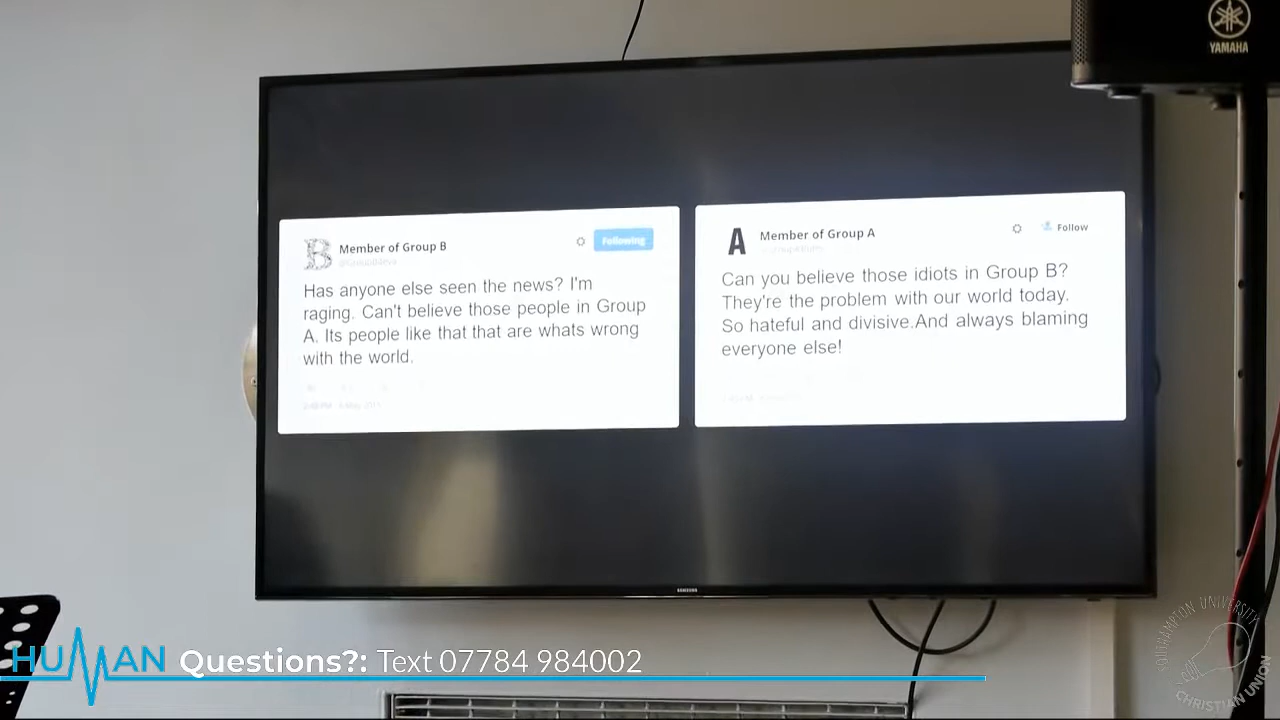 YAMAHA
B
Member of Group B
Following
Has anyone else seen the news? I'm
raging. Can't believe those people in Group
A. Its people like that that are whats wrong
with the world.
A
Member of Group A
Follow
Can you believe those idiots in Group B?
They're the problem with our world today.
So hateful and divisive.And always blaming
everyone else!
SAMSUNG
HUMAN
Questions?: Text 07784 984002
SOUTHAMPTON UNIVERSITY
CHRISTIAN UNION